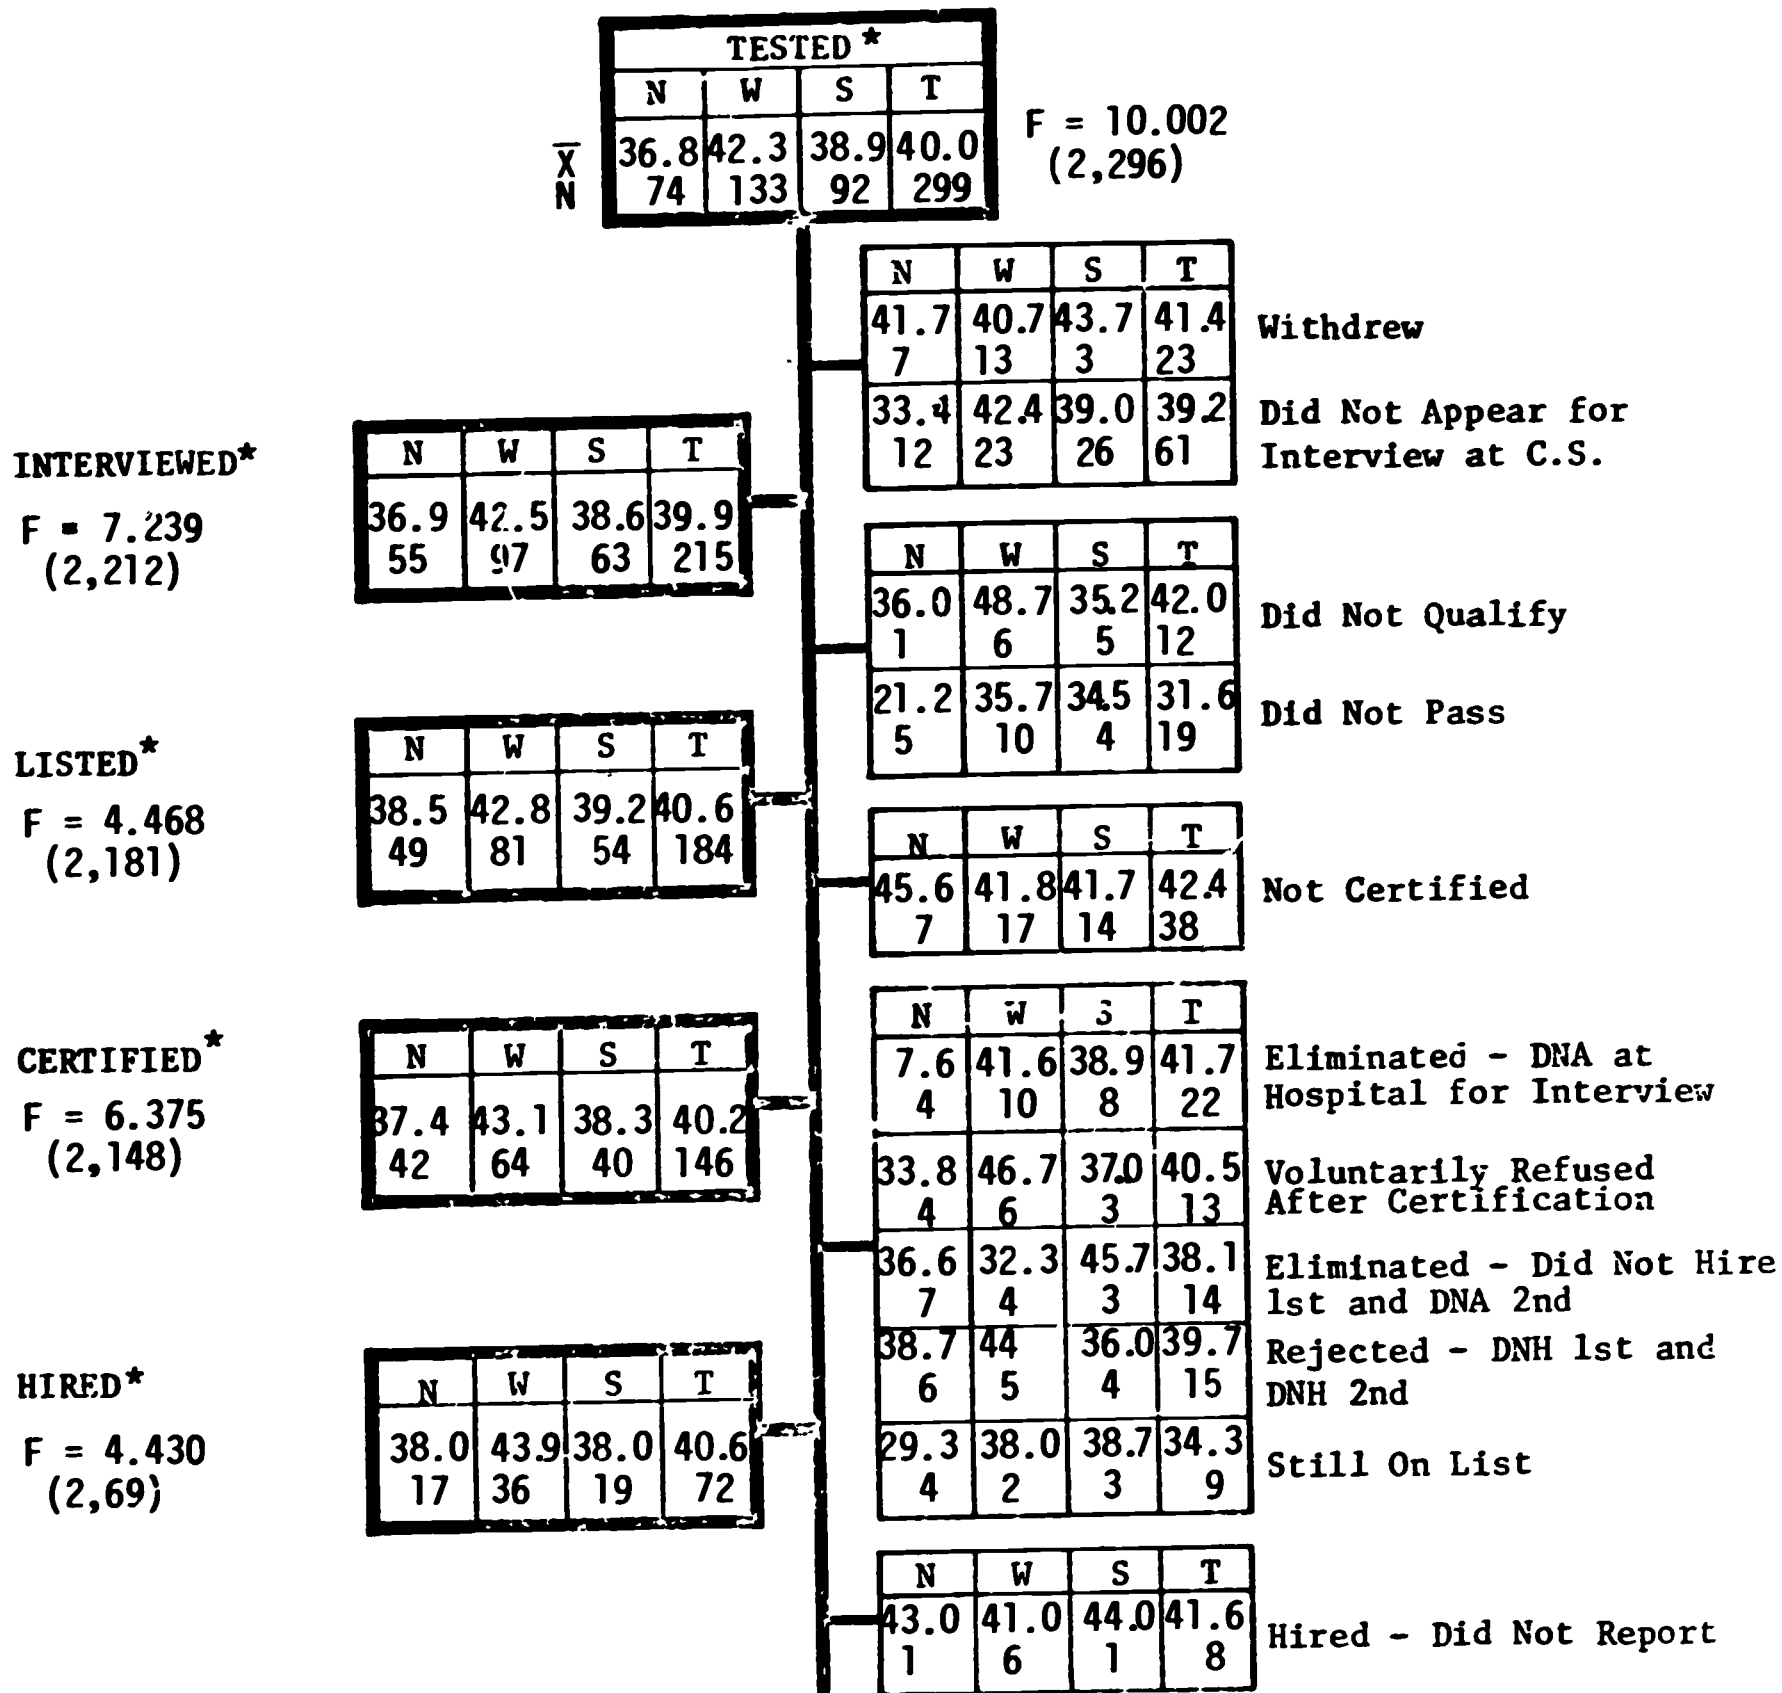 TESTED*
N W S T
X̄ 36.8 42.3 38.9 40.0
N 74 133 92 299
F = 10.002
(2,296)
N W S T
41.7 40.7 43.7 41.4
7 13 3 23
Withdrew
33.4 42.4 39.0 39.2
12 23 26 61
Did Not Appear for
Interview at C.S.
INTERVIEWED*
F = 7.239
(2,212)
N W S T
36.9 42.5 38.6 39.9
55 97 63 215
N W S T
36.0 48.7 35.2 42.0
1 6 5 12
Did Not Qualify
21.2 35.7 34.5 31.6
5 10 4 19
Did Not Pass
LISTED*
F = 4.468
(2,181)
N W S T
38.5 42.8 39.2 40.6
49 81 54 184
N W S T
45.6 41.8 41.7 42.4
7 17 14 38
Not Certified
CERTIFIED*
F = 6.375
(2,148)
N W S T
37.4 43.1 38.3 40.2
42 64 40 146
N W S T
7.6 41.6 38.9 41.7
4 10 8 22
Eliminated - DNA at
Hospital for Interview
33.8 46.7 37.0 40.5
4 6 3 13
Voluntarily Refused
After Certification
36.6 32.3 45.7 38.1
7 4 3 14
Eliminated - Did Not Hire
1st and DNA 2nd
38.7 44 36.0 39.7
6 5 4 15
Rejected - DNH 1st and
DNH 2nd
29.3 38.0 38.7 34.3
4 2 3 9
Still On List
HIRED*
F = 4.430
(2,69)
N W S T
38.0 43.9 38.0 40.6
17 36 19 72
N W S T
43.0 41.0 44.0 41.6
1 6 1 8
Hired - Did Not Report